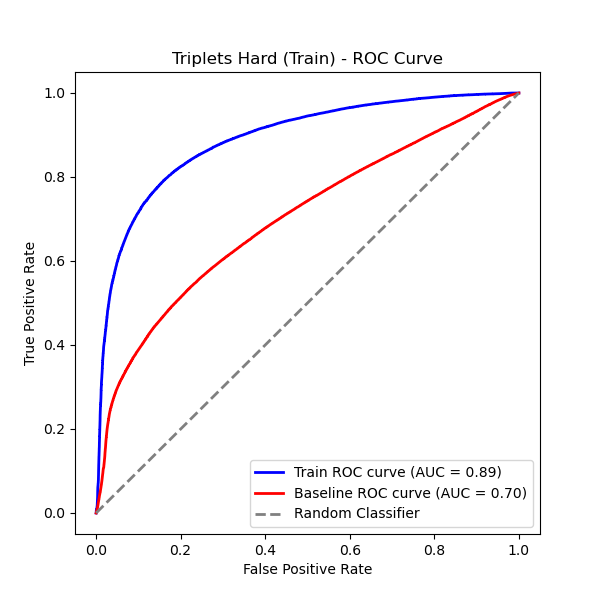 Triplets Hard (Train) - ROC Curve
True Positive Rate
1.0
0.8
0.6
0.4
0.2
0.0
Train ROC curve (AUC = 0.89)
Baseline ROC curve (AUC = 0.70)
Random Classifier
0.0 0.2 0.4 0.6 0.8 1.0
False Positive Rate